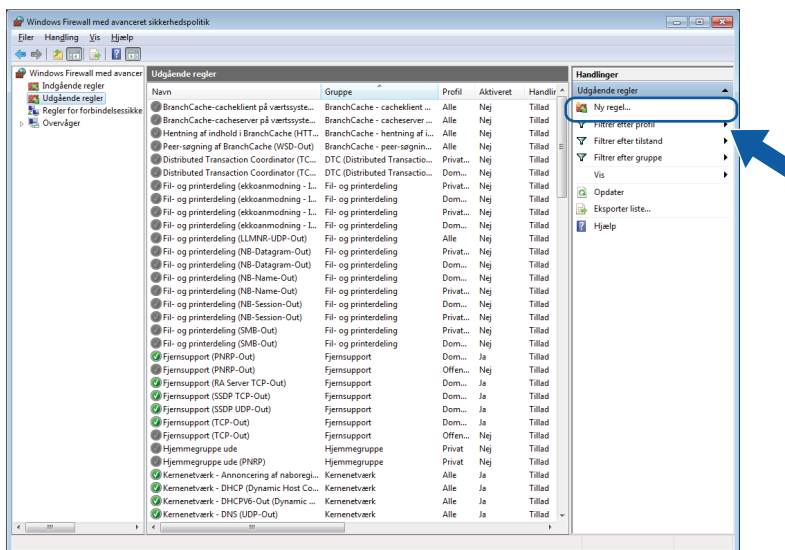 Windows Firewall med avanceret sikkerhedspolitik
Filer Handling Vis Hjælp
Windows Firewall med avancer
Indgående regler
Udgående regler
Regler for forbindelsessikke
Overvåger
Udgående regler
Navn Gruppe Profil Aktiveret Handlir
BranchCache-cacheklient på værtssyste... BranchCache - cacheklient ... Alle Nej Tillad
BranchCache-cacheserver på værtssyste... BranchCache - cacheserver ... Alle Nej Tillad
Hentning af indhold i BranchCache (HTT... BranchCache - hentning af i... Alle Nej Tillad
Peer-søgning af BranchCache (WSD-Out) BranchCache - peer-søgnin... Alle Nej Tillad
Distributed Transaction Coordinator (TC... DTC (Distributed Transactio... Privat... Nej Tillad
Distributed Transaction Coordinator (TC... DTC (Distributed Transactio... Dom... Nej Tillad
Fil- og printerdeling (ekkoanmodning - I... Fil- og printerdeling Privat... Nej Tillad
Fil- og printerdeling (ekkoanmodning - I... Fil- og printerdeling Dom... Nej Tillad
Fil- og printerdeling (ekkoanmodning - I... Fil- og printerdeling Privat... Nej Tillad
Fil- og printerdeling (ekkoanmodning - I... Fil- og printerdeling Dom... Nej Tillad
Fil- og printerdeling (LLMNR-UDP-Out) Fil- og printerdeling Alle Nej Tillad
Fil- og printerdeling (NB-Datagram-Out) Fil- og printerdeling Privat... Nej Tillad
Fil- og printerdeling (NB-Datagram-Out) Fil- og printerdeling Dom... Nej Tillad
Fil- og printerdeling (NB-Name-Out) Fil- og printerdeling Dom... Nej Tillad
Fil- og printerdeling (NB-Name-Out) Fil- og printerdeling Privat... Nej Tillad
Fil- og printerdeling (NB-Session-Out) Fil- og printerdeling Dom... Nej Tillad
Fil- og printerdeling (NB-Session-Out) Fil- og printerdeling Privat... Nej Tillad
Fil- og printerdeling (SMB-Out) Fil- og printerdeling Privat... Nej Tillad
Fil- og printerdeling (SMB-Out) Fil- og printerdeling Dom... Nej Tillad
Fjernsupport (PNRP-Out) Fjernsupport Dom... Ja Tillad
Fjernsupport (PNRP-Out) Fjernsupport Offen... Nej Tillad
Fjernsupport (RA Server TCP-Out) Fjernsupport Dom... Ja Tillad
Fjernsupport (SSDP TCP-Out) Fjernsupport Dom... Ja Tillad
Fjernsupport (SSDP UDP-Out) Fjernsupport Dom... Ja Tillad
Fjernsupport (TCP-Out) Fjernsupport Dom... Ja Tillad
Fjernsupport (TCP-Out) Fjernsupport Offen... Nej Tillad
Hjemmegruppe ude Hjemmegruppe Privat Nej Tillad
Hjemmegruppe ude (PNRP) Hjemmegruppe Privat Nej Tillad
Kernenetværk - Annoncering af naboregi... Kernenetværk Alle Ja Tillad
Kernenetværk - DHCP (Dynamic Host Co... Kernenetværk Alle Ja Tillad
Kernenetværk - DHCPV6-Out (Dynamic ... Kernenetværk Alle Ja Tillad
Kernenetværk - DNS (UDP-Out) Kernenetværk Alle Ja Tillad
Handlinger
Udgående regler
Ny regel...
Filtrer efter profil
Filtrer efter tilstand
Filtrer efter gruppe
Vis
Opdater
Eksporter liste...
Hjælp